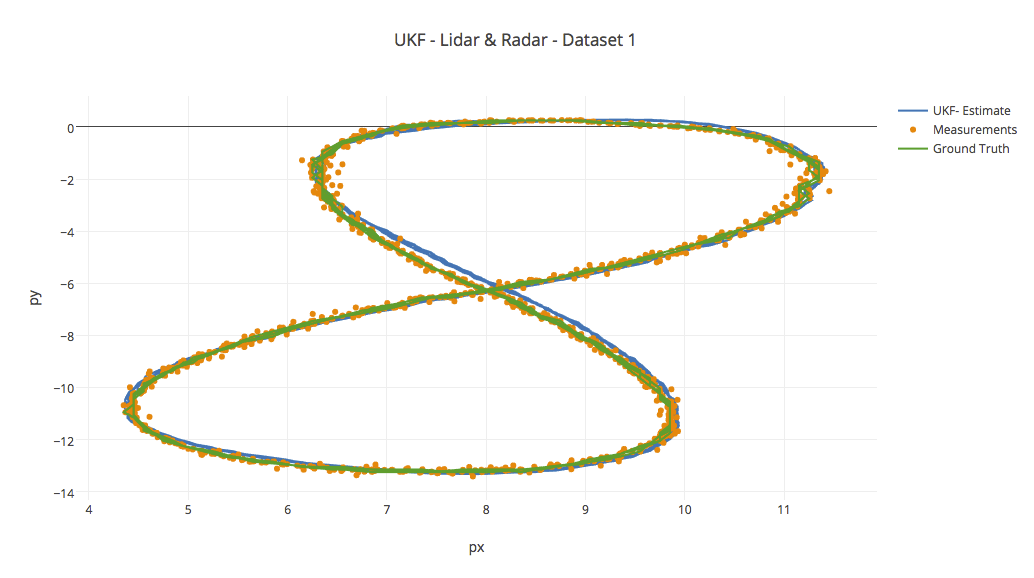 UKF - Lidar & Radar - Dataset 1
UKF- Estimate
Measurements
Ground Truth
0
−2
−4
−6
−8
−10
−12
−14
py
4 5 6 7 8 9 10 11
px